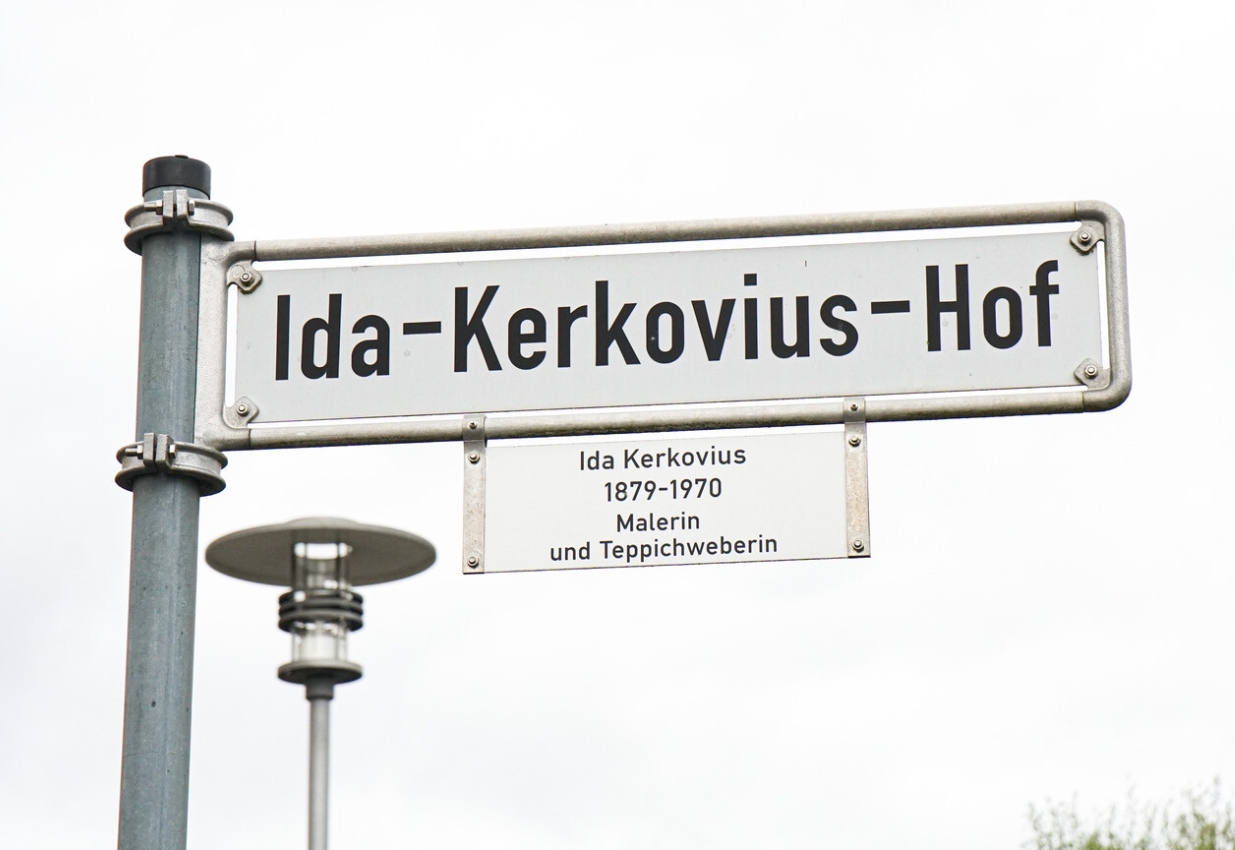 Ida-Kerkovius-Hof
Ida Kerkovius
1879-1970
Malerin
und Teppichweberin